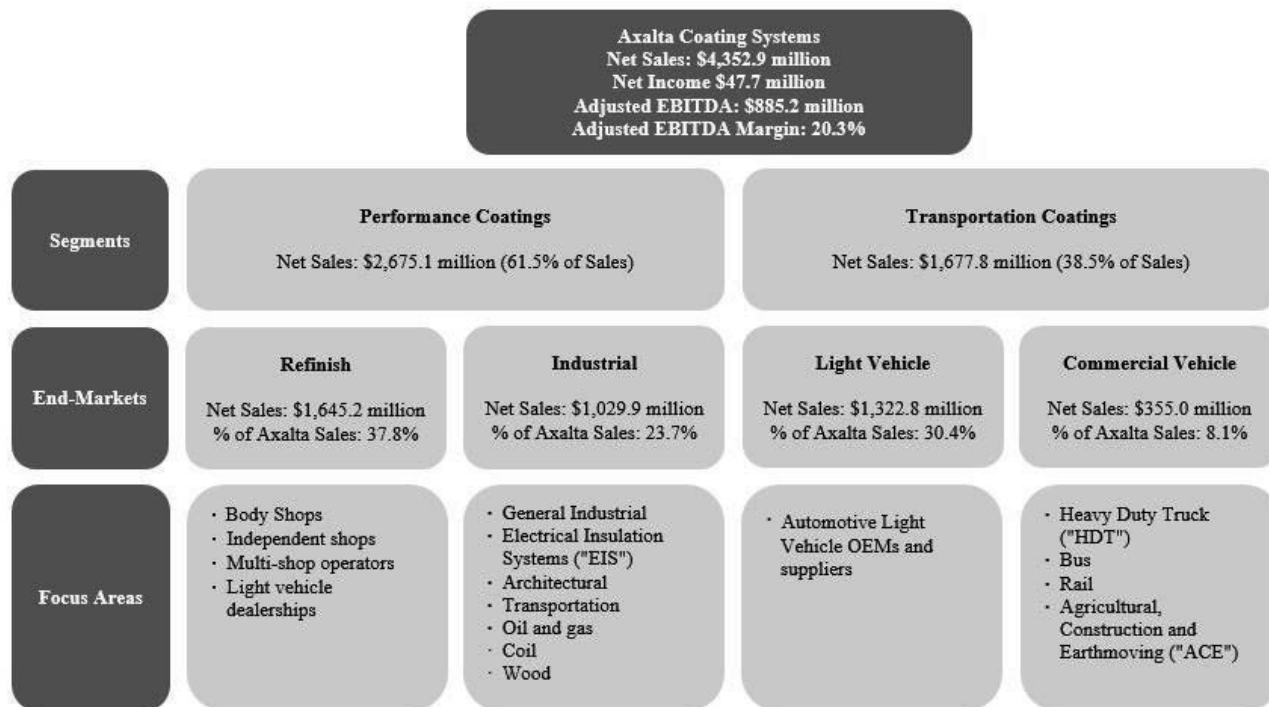 Axalta Coating Systems
Net Sales: $4,352.9 million
Net Income $47.7 million
Adjusted EBITDA: $885.2 million
Adjusted EBITDA Margin: 20.3%
Segments
Performance Coatings
Net Sales: $2,675.1 million (61.5% of Sales)
Transportation Coatings
Net Sales: $1,677.8 million (38.5% of Sales)
End-Markets
Refinish
Net Sales: $1,645.2 million
% of Axalta Sales: 37.8%
Industrial
Net Sales: $1,029.9 million
% of Axalta Sales: 23.7%
Light Vehicle
Net Sales: $1,322.8 million
% of Axalta Sales: 30.4%
Commercial Vehicle
Net Sales: $355.0 million
% of Axalta Sales: 8.1%
Focus Areas
· Body Shops
· Independent shops
· Multi-shop operators
· Light vehicle
dealerships
· General Industrial
· Electrical Insulation
Systems ("EIS")
· Architectural
· Transportation
· Oil and gas
· Coil
· Wood
· Automotive Light
Vehicle OEMs and
suppliers
· Heavy Duty Truck
("HDT")
· Bus
· Rail
· Agricultural,
Construction and
Earthmoving ("ACE")